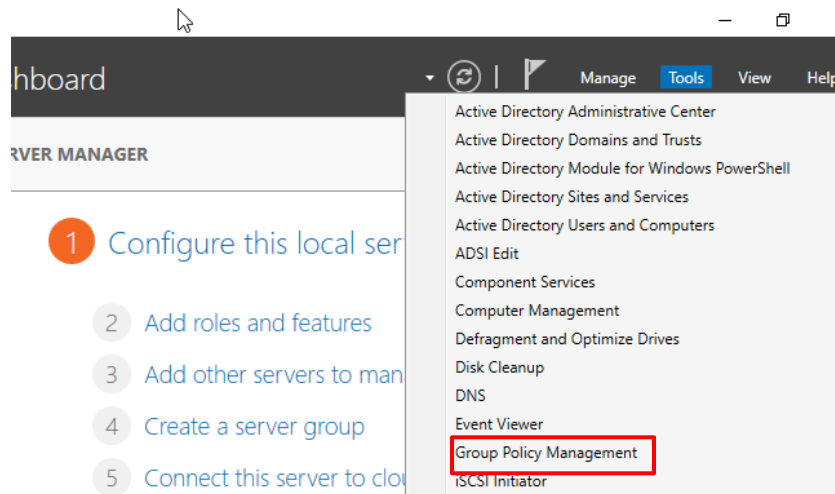 hboard
Manage
Tools
View
Help
RVER MANAGER
1 Configure this local ser
2 Add roles and features
3 Add other servers to man
4 Create a server group
5 Connect this server to clou
Active Directory Administrative Center
Active Directory Domains and Trusts
Active Directory Module for Windows PowerShell
Active Directory Sites and Services
Active Directory Users and Computers
ADSI Edit
Component Services
Computer Management
Defragment and Optimize Drives
Disk Cleanup
DNS
Event Viewer
Group Policy Management
iSCSI Initiator